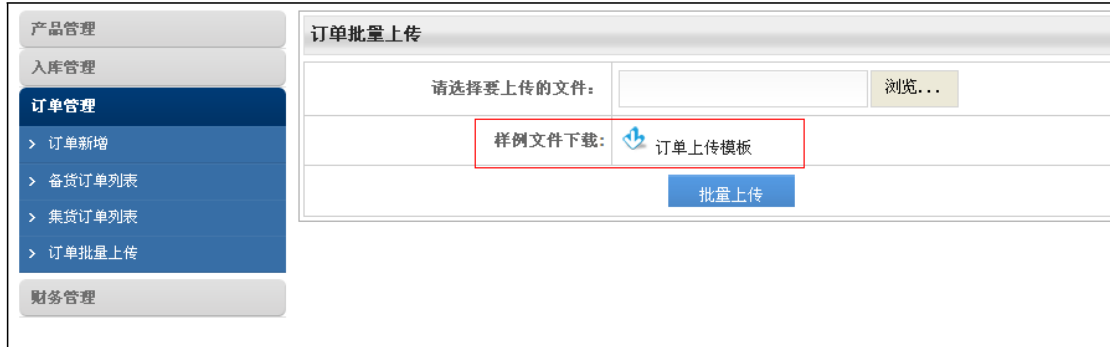 产品管理
入库管理
订单管理
> 订单新增
> 备货订单列表
> 集货订单列表
> 订单批量上传
财务管理
订单批量上传
请选择要上传的文件：
浏览...
样例文件下载:
订单上传模板
批量上传